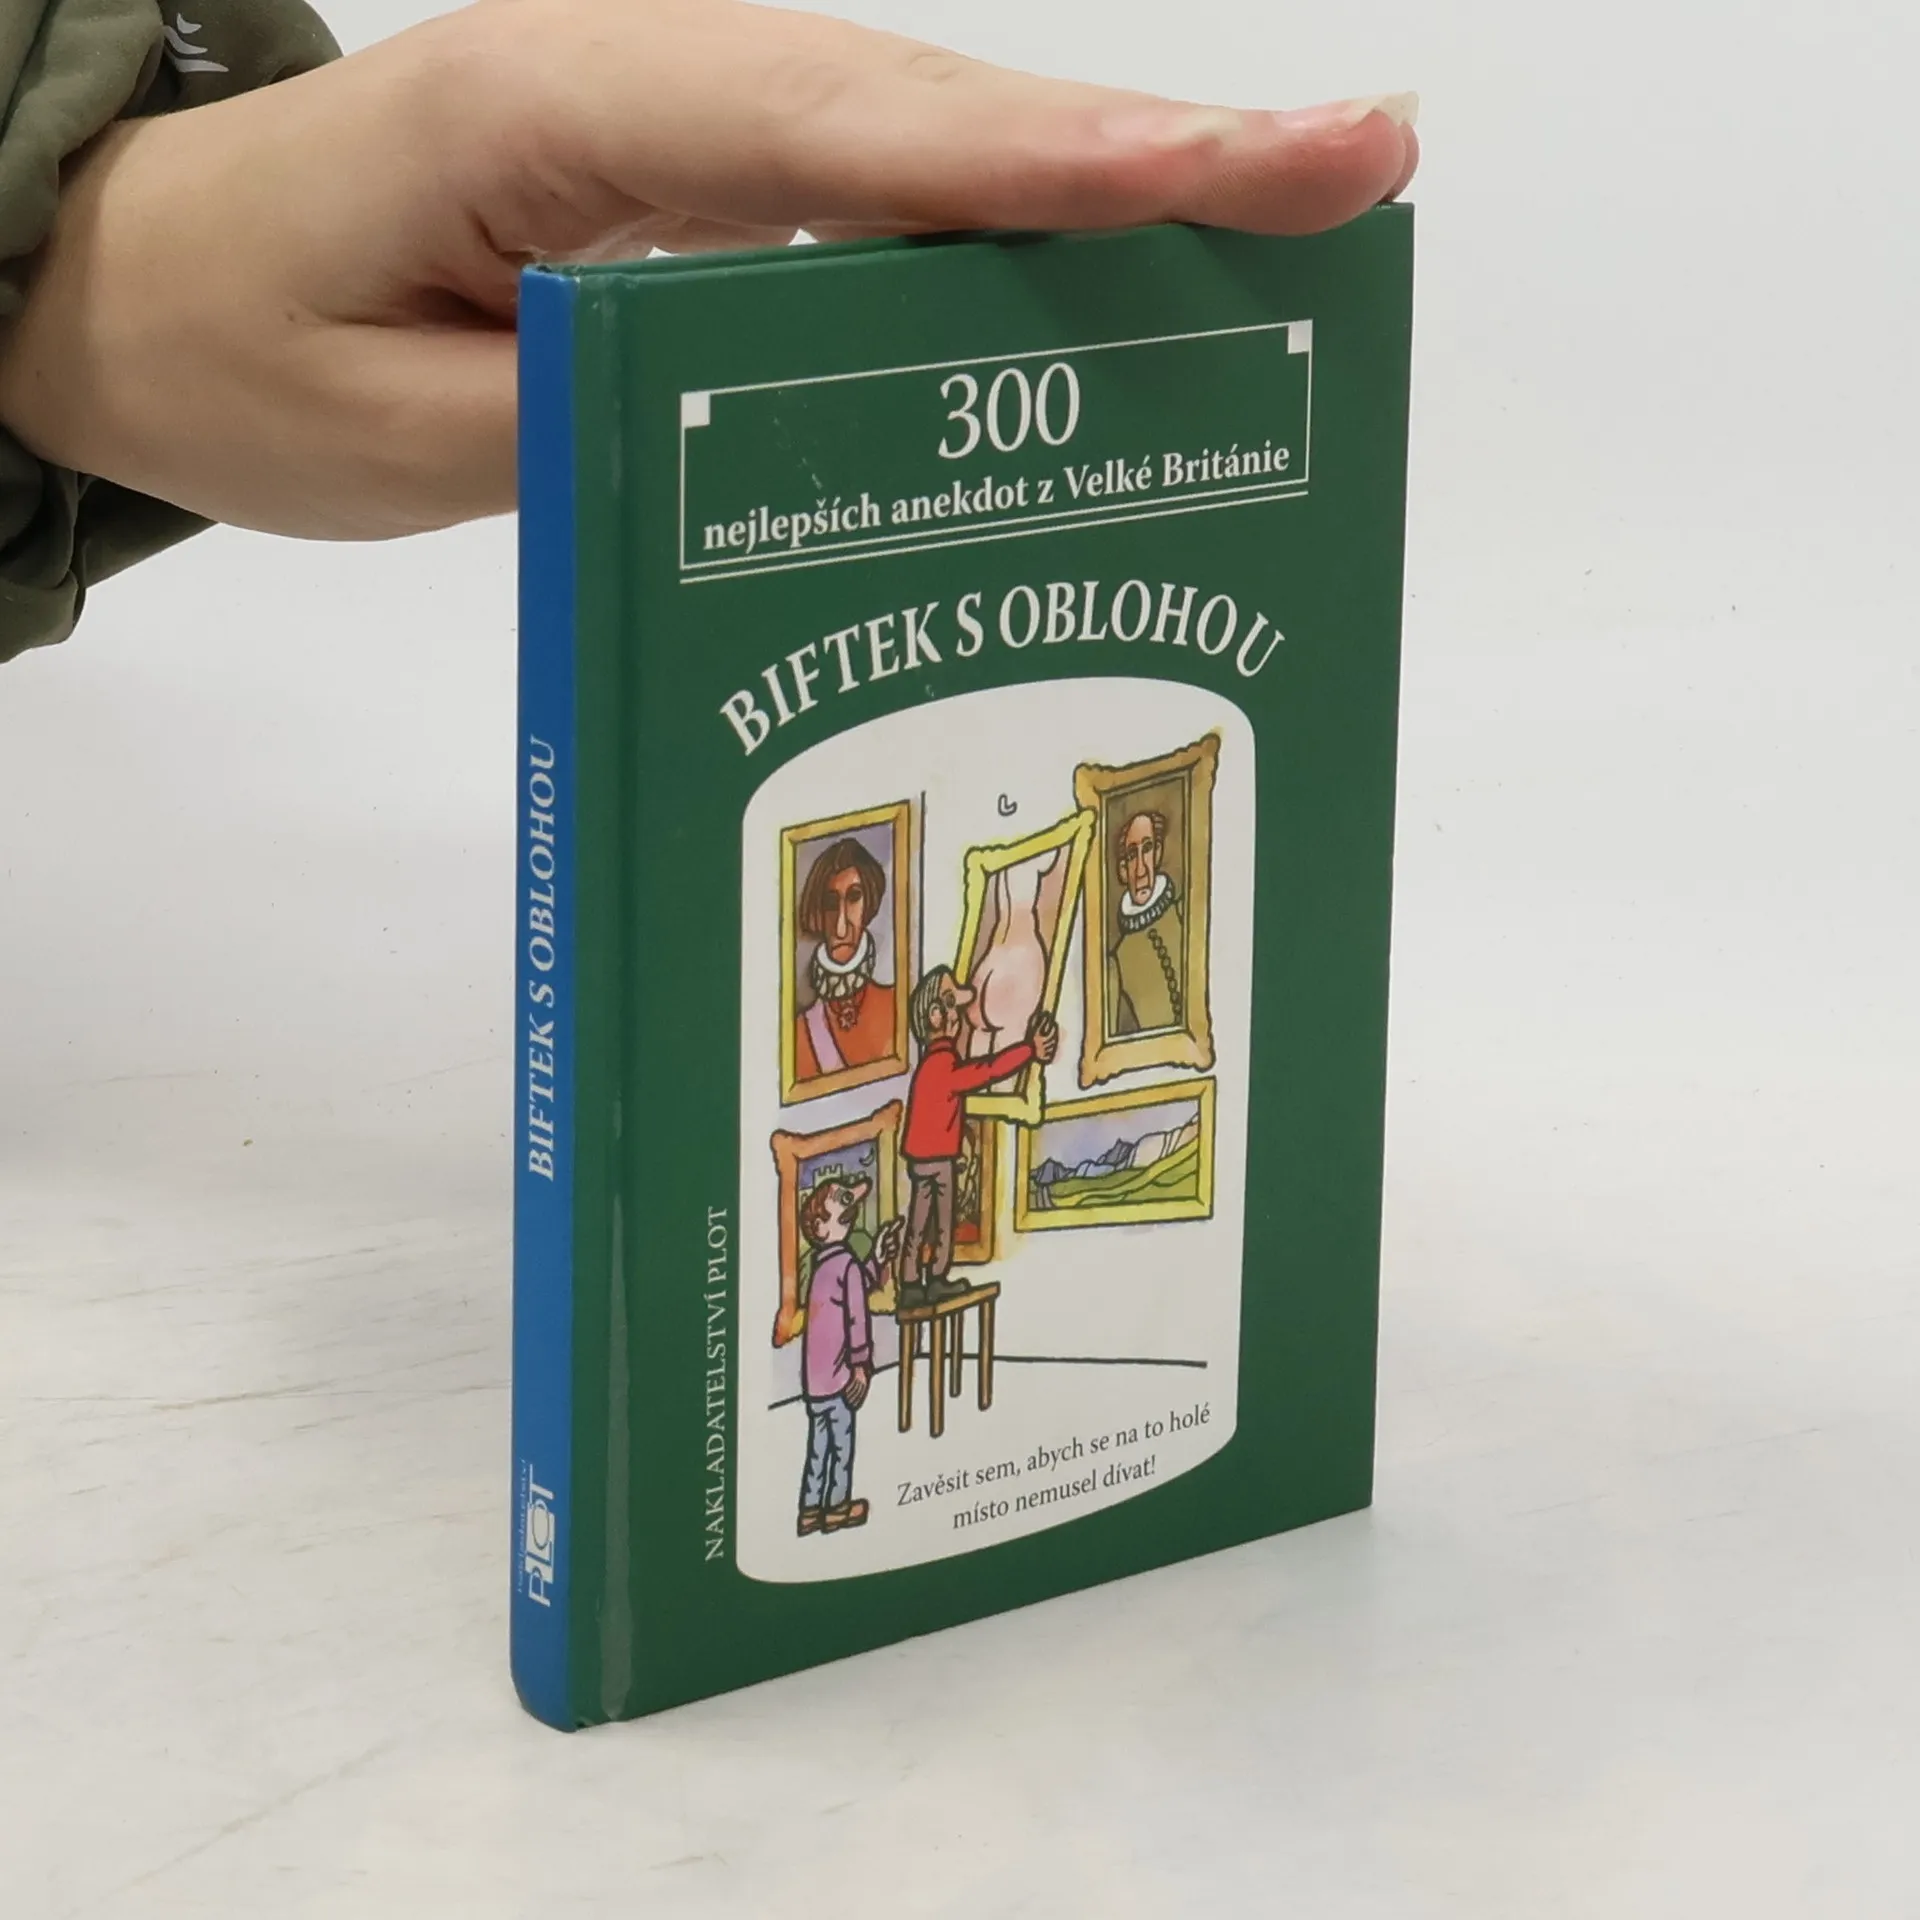 300
nejlepších anekdot z Velké Británie
BIFTEK S OBLOHOU
Zavěsit sem, abych se na to holé
místo nemusel dívat!
NAKLADATELSTVÍ PLOT
BIFTEK S OBLOHOU
nakladatelství
PLOT